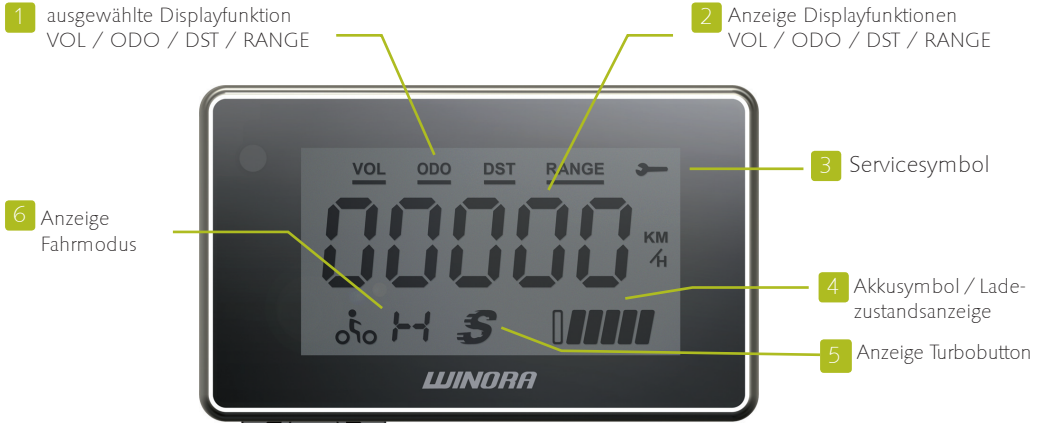 1 ausgewählte Displayfunktion
VOL / ODO / DST / RANGE
2 Anzeige Displayfunktionen
VOL / ODO / DST / RANGE
VOL ODO DST RANGE
3 Servicesymbol
6 Anzeige
Fahrmodus
00000 KM
/H
4 Akkusymbol / Lade-
zustandsanzeige
H S
5 Anzeige Turbobutton
WINORA